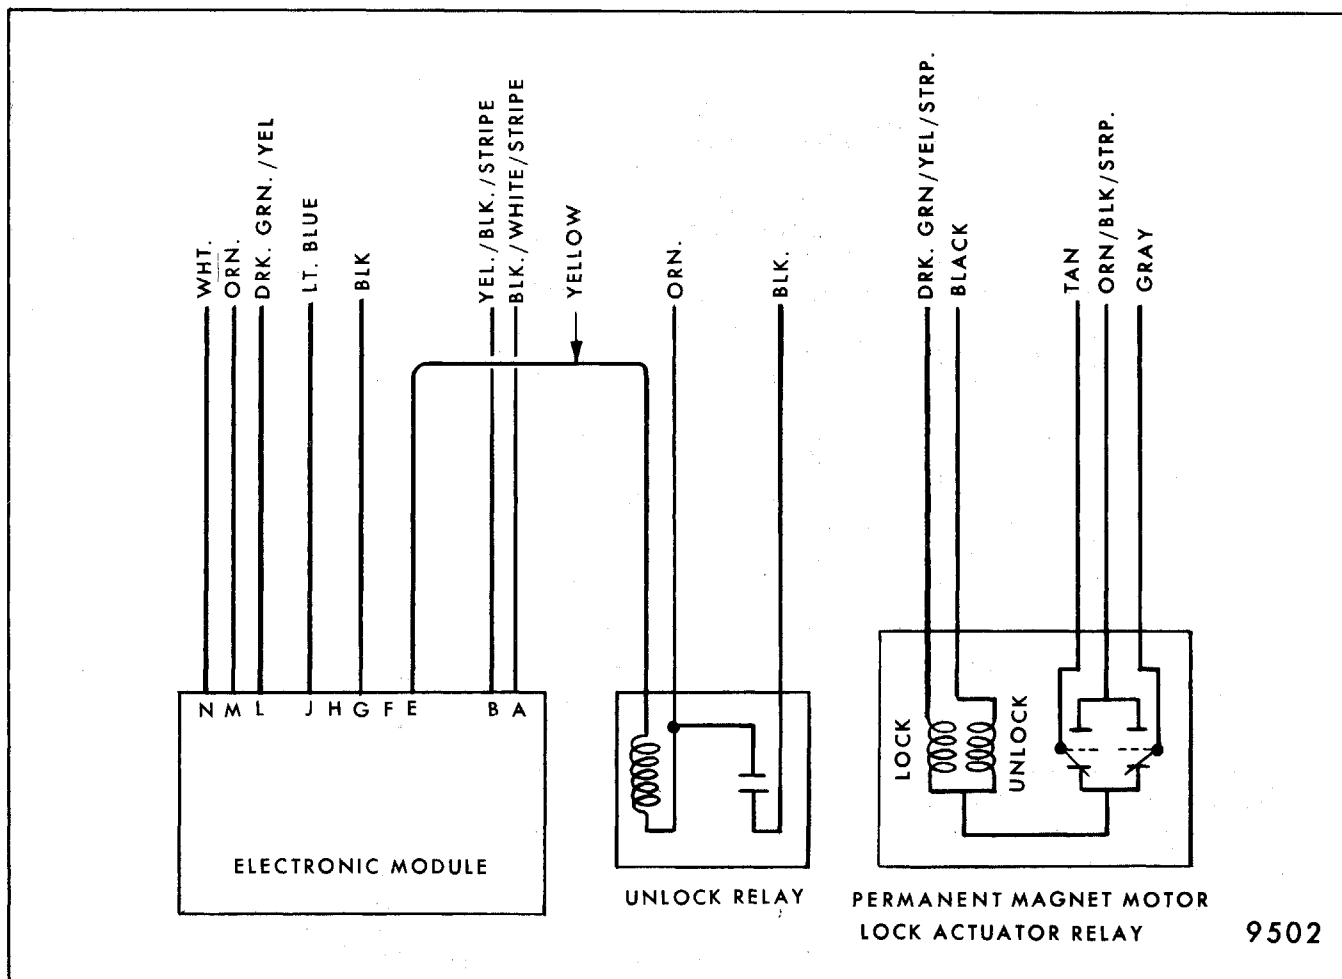 WHT.
ORN.
DRK. GRN. /YEL
LT. BLUE
BLK
YEL./BLK./STRIPE
BLK./WHITE/STRIPE
YELLOW
ORN.
BLK.
DRK. GRN/YEL/STRP.
BLACK
TAN
ORN/BLK/STRP.
GRAY
N M L J H G F E B A
LOCK
UNLOCK
ELECTRONIC MODULE
UNLOCK RELAY
PERMANENT MAGNET MOTOR
LOCK ACTUATOR RELAY
9502